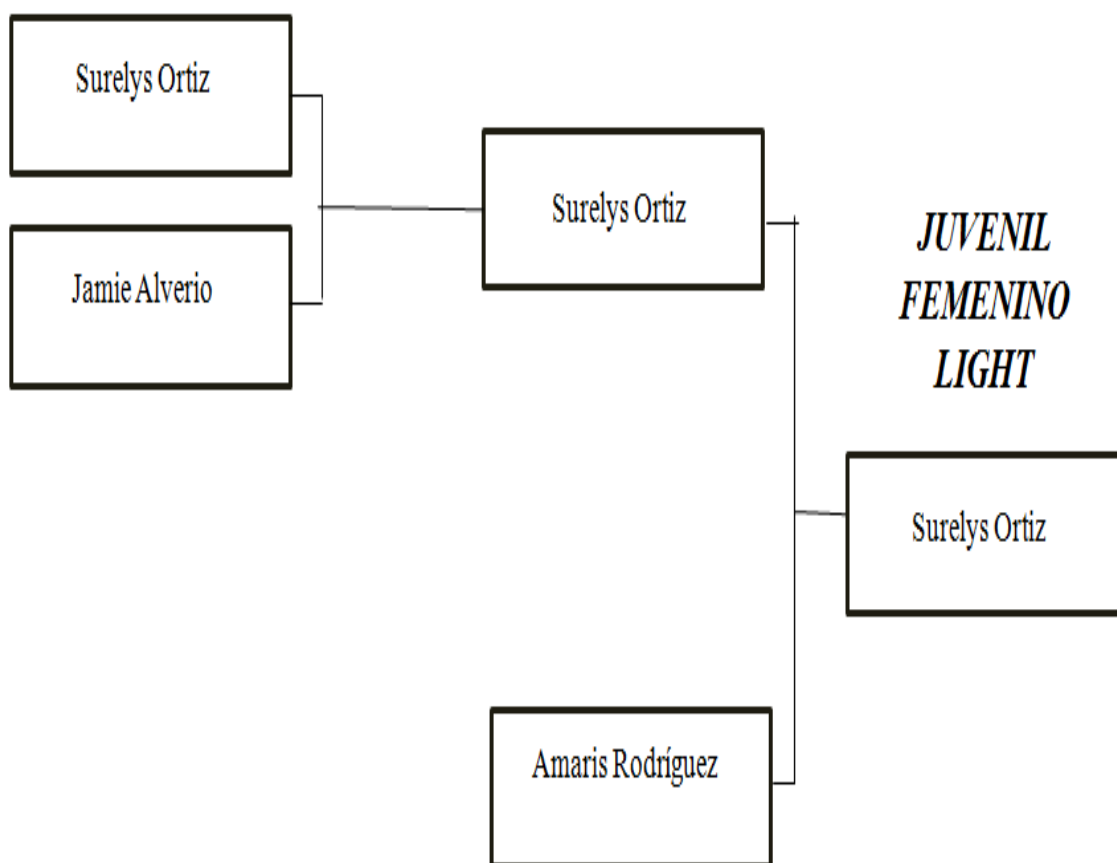 Surelys Ortiz
Jamie Alverio
Surelys Ortiz
JUVENIL
FEMENINO
LIGHT
Surelys Ortiz
Amaris Rodríguez